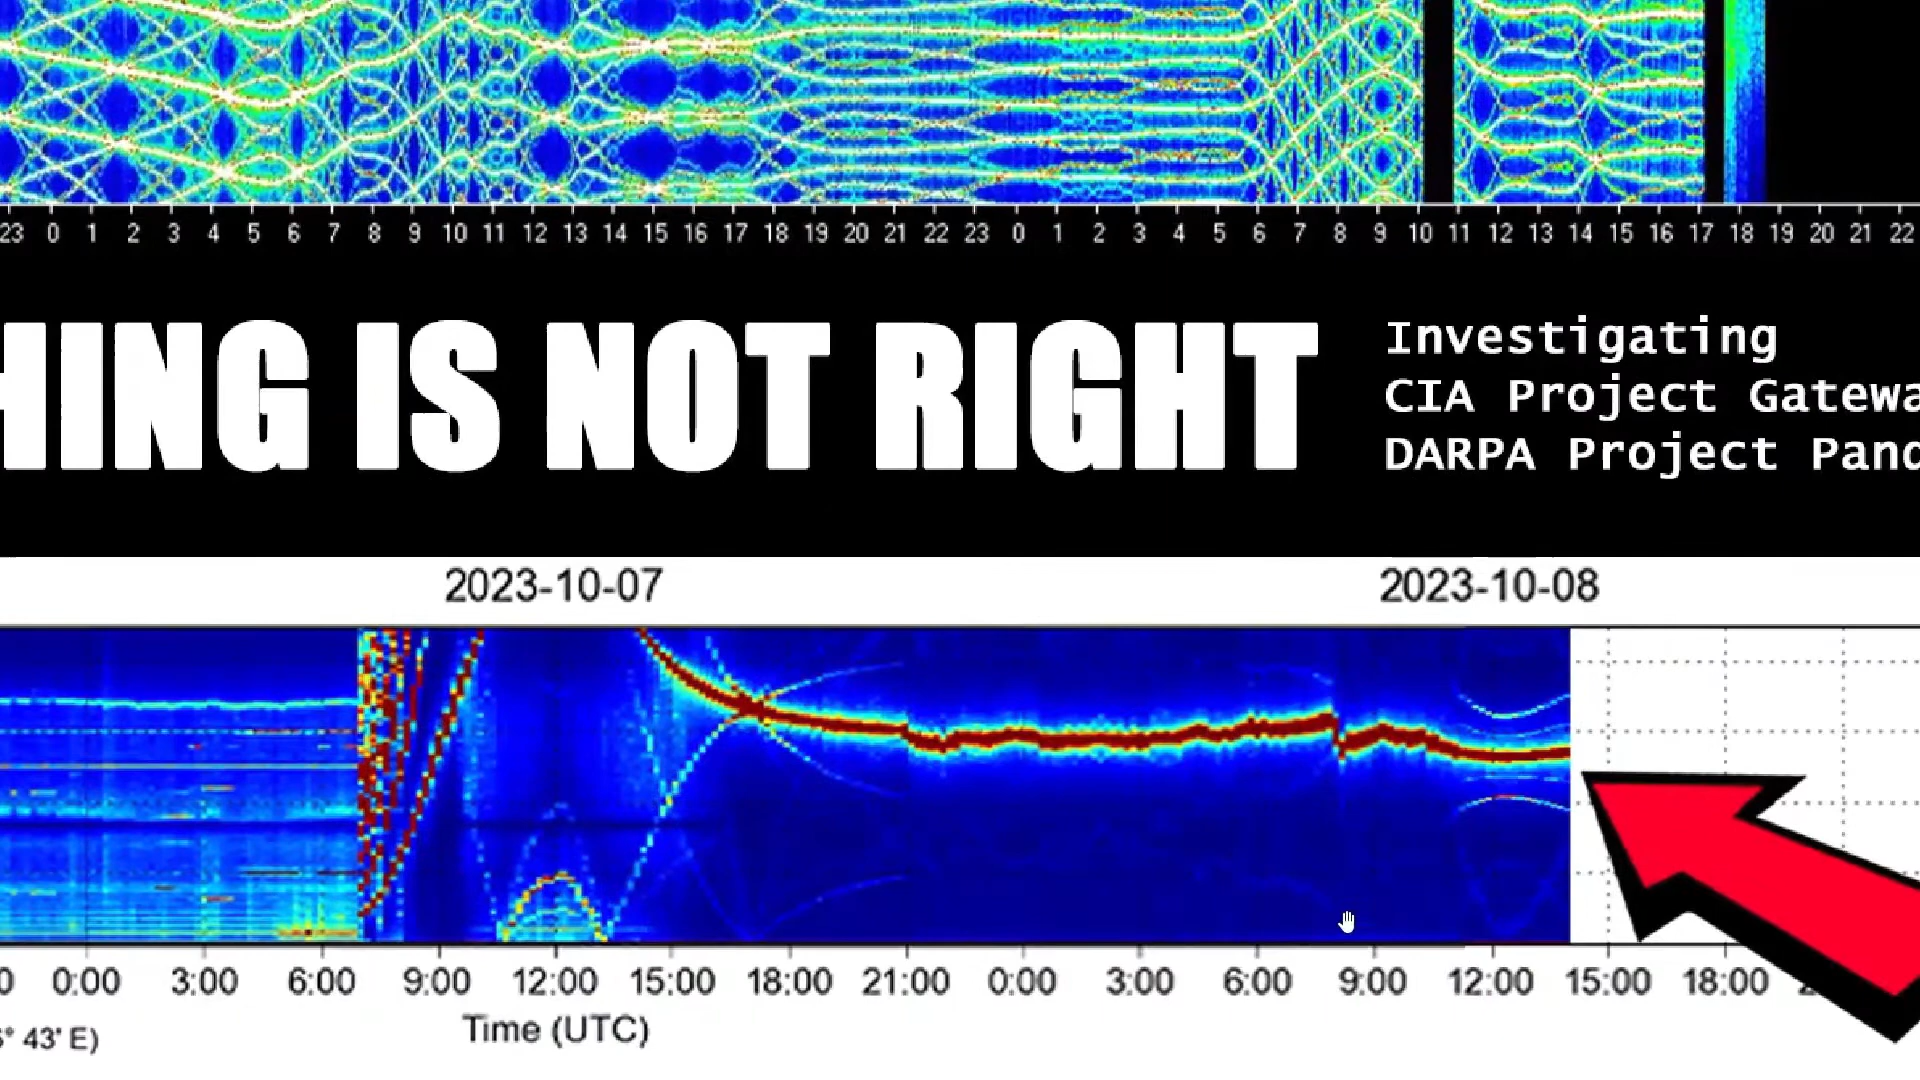 23 0 1 2 3 4 5 6 7 8 9 10 11 12 13 14 15 16 17 18 19 20 21 22 23 0 1 2 3 4 5 6 7 8 9 10 11 12 13 14 15 16 17 18 19 20 21 22
HING IS NOT RIGHT
Investigating
CIA Project Gatewa
DARPA Project Pand
2023-10-07 2023-10-08
0 0:00 3:00 6:00 9:00 12:00 15:00 18:00 21:00 0:00 3:00 6:00 9:00 12:00 15:00 18:00
Time (UTC)
° 43' E)